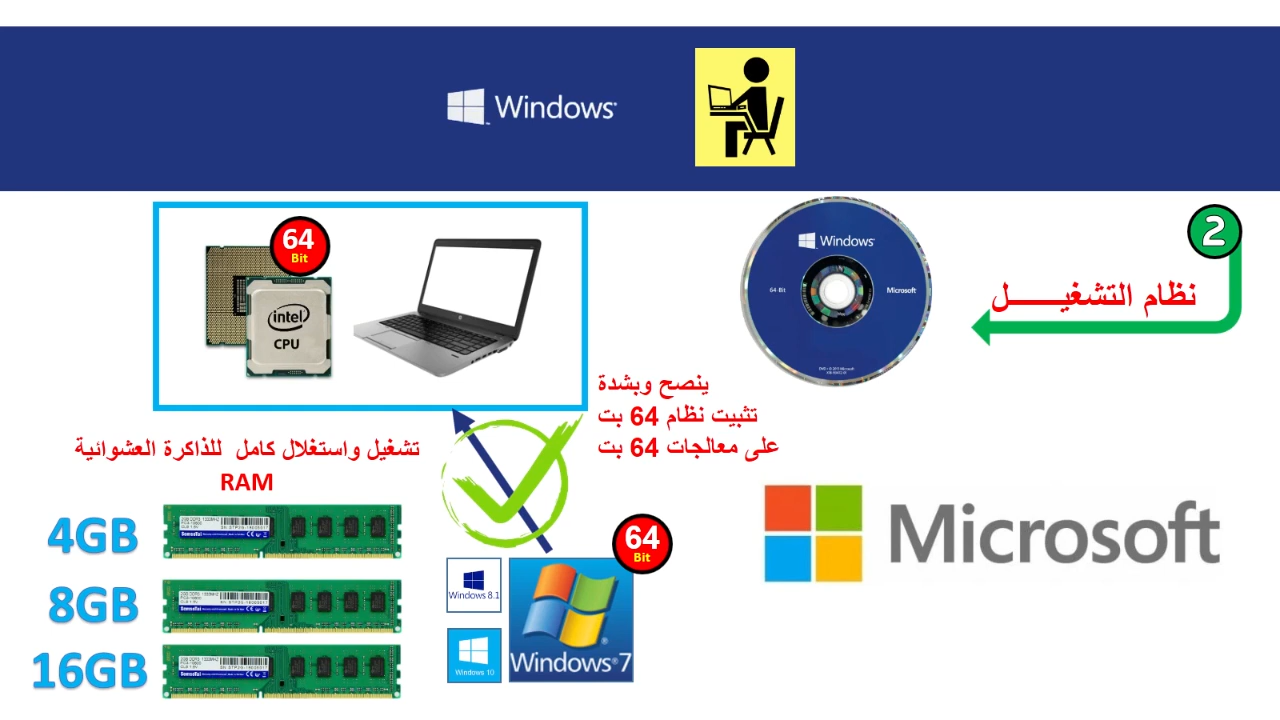 Windows
2
نظام التشغيـــــــل
Windows
64-Bit
Microsoft
64
Bit
intel
CPU
ينصح وبشدة
تثبيت نظام 64 بت
على معالجات 64 بت
تشغيل واستغلال كامل للذاكرة العشوائية
RAM
4GB
8GB
16GB
64
Bit
Windows 8.1
Windows 10
Windows 7
Microsoft